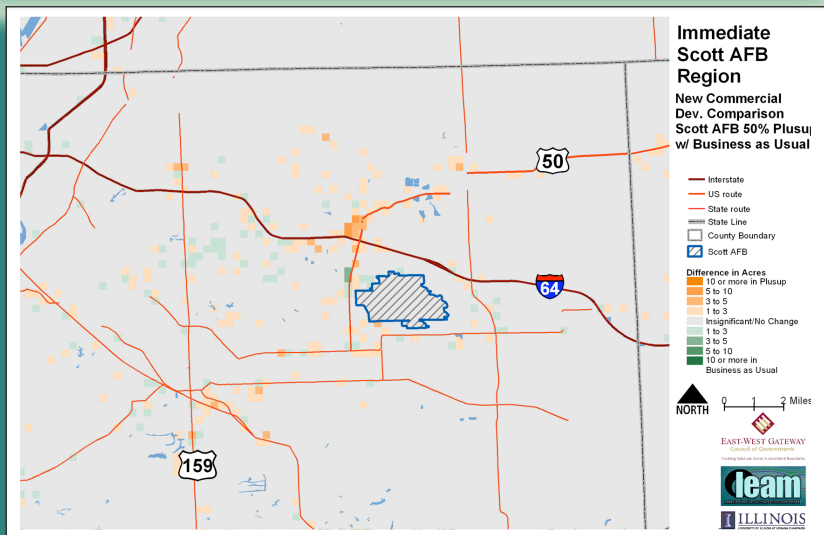 Immediate
Scott AFB
Region
New Commercial
Dev. Comparison
Scott AFB 50% Plusup
w/ Business as Usual
Interstate
US route
State route
State Line
County Boundary
Scott AFB
Difference in Acres
10 or more in Plusup
5 to 10
3 to 5
1 to 3
Insignificant/No Change
1 to 3
3 to 5
5 to 10
10 or more in
Business as Usual
NORTH
0 1 2 Miles
EAST-WEST GATEWAY
Council of Governments
leam
ILLINOIS
50
64
159